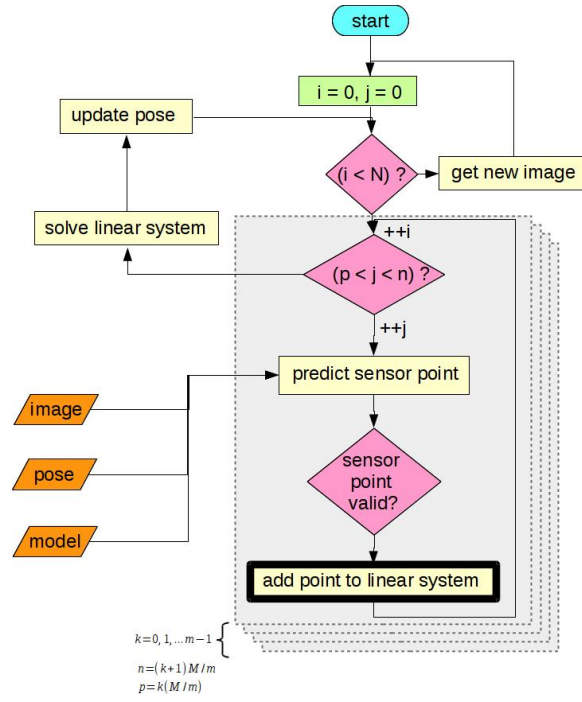 start
i = 0, j = 0
update pose
(i < N) ?
get new image
solve linear system
++i
(p < j < n) ?
++j
predict sensor point
image
pose
sensor
point
valid?
model
add point to linear system
k=0, 1, ...m−1
n=(k+1)M/m
p=k(M/m)